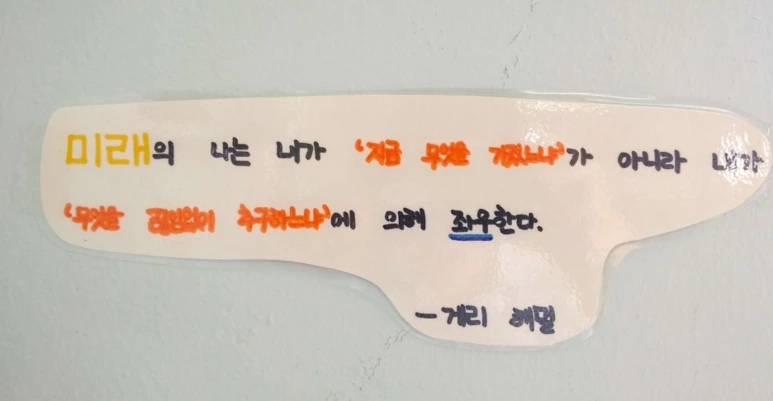 미래의 나는 내가 '지금 무엇을 가졌느냐'가 아니라 내가
'무엇을 끊임없이 추구하느냐'에 의해 좌우한다.
- 게리 해멀